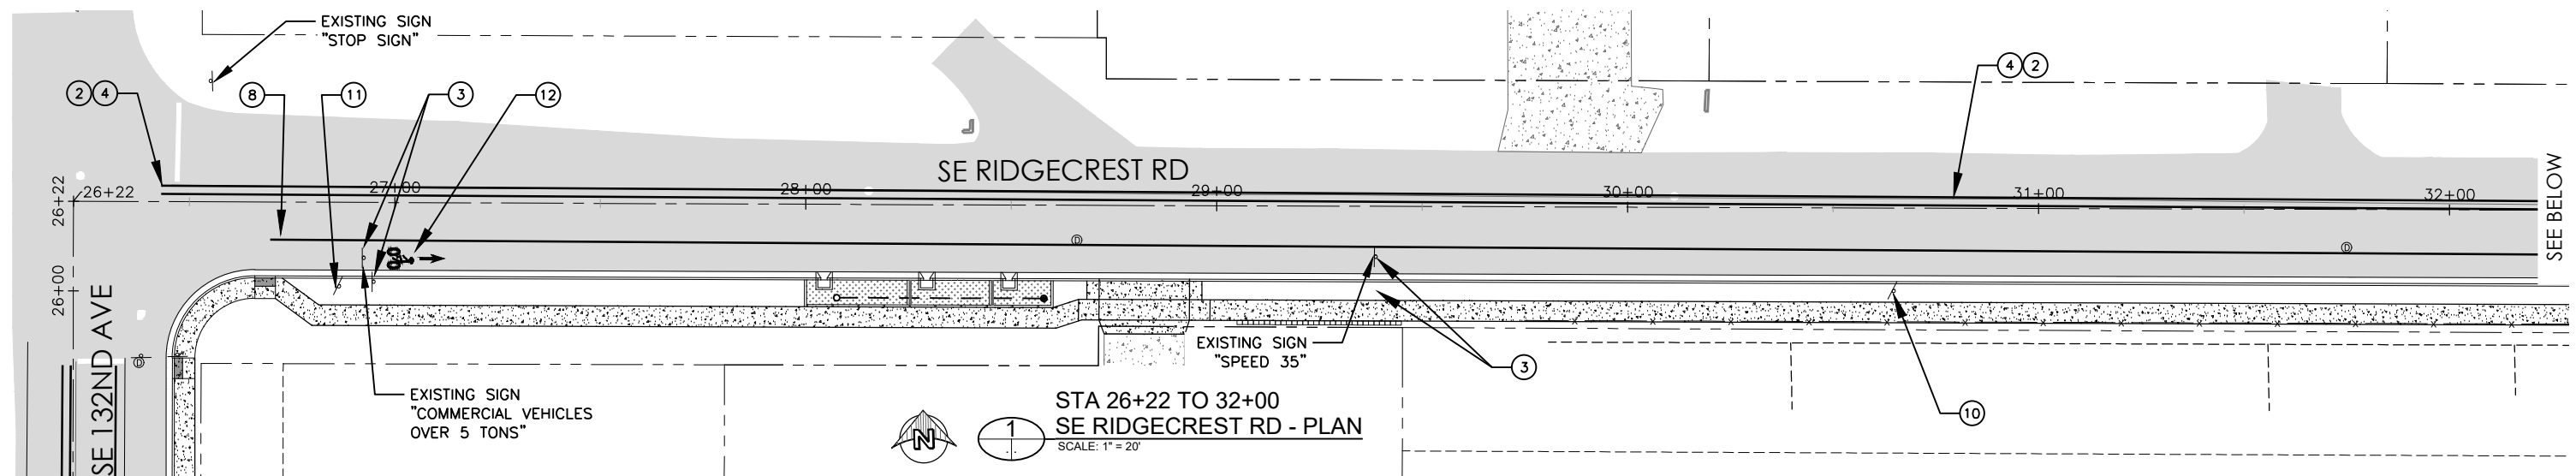 EXISTING SIGN
"STOP SIGN"
2 4
8
11
3
12
4 2
SE RIDGECREST RD
26+22
26+22
27+00
28+00
29+00
30+00
31+00
32+00
SEE BELOW
D
D
26+00
SE 132ND AVE
D
EXISTING SIGN
"SPEED 35"
3
EXISTING SIGN
"COMMERCIAL VEHICLES
OVER 5 TONS"
10
N
1
STA 26+22 TO 32+00
SE RIDGECREST RD - PLAN
SCALE: 1" = 20'